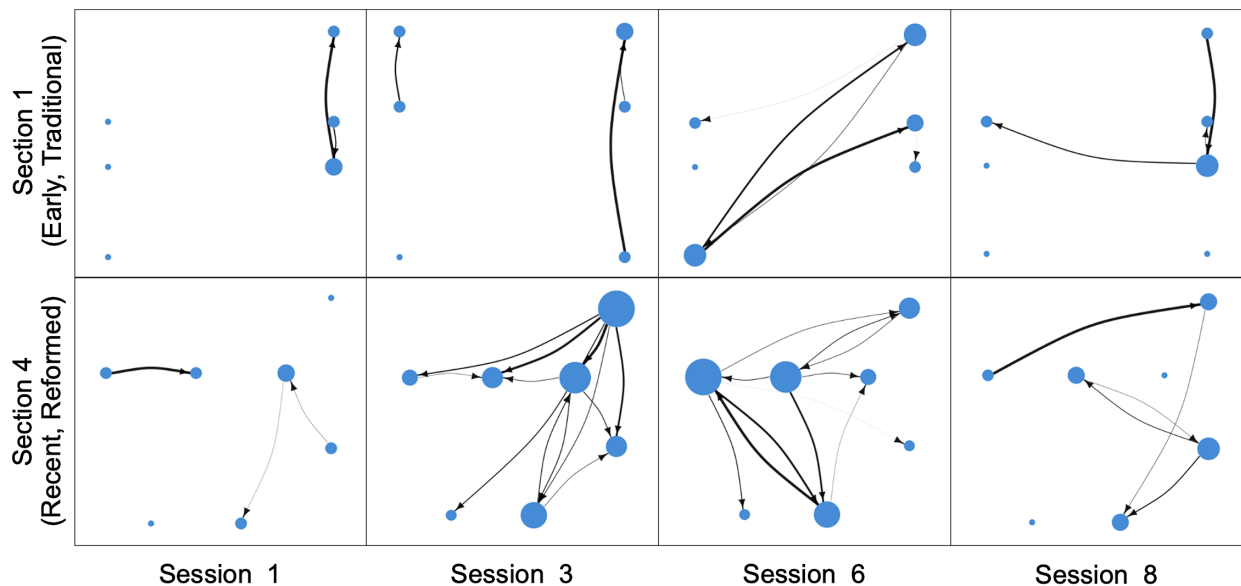 Section 1
(Early, Traditional)
Section 4
(Recent, Reformed)
Session 1
Session 3
Session 6
Session 8